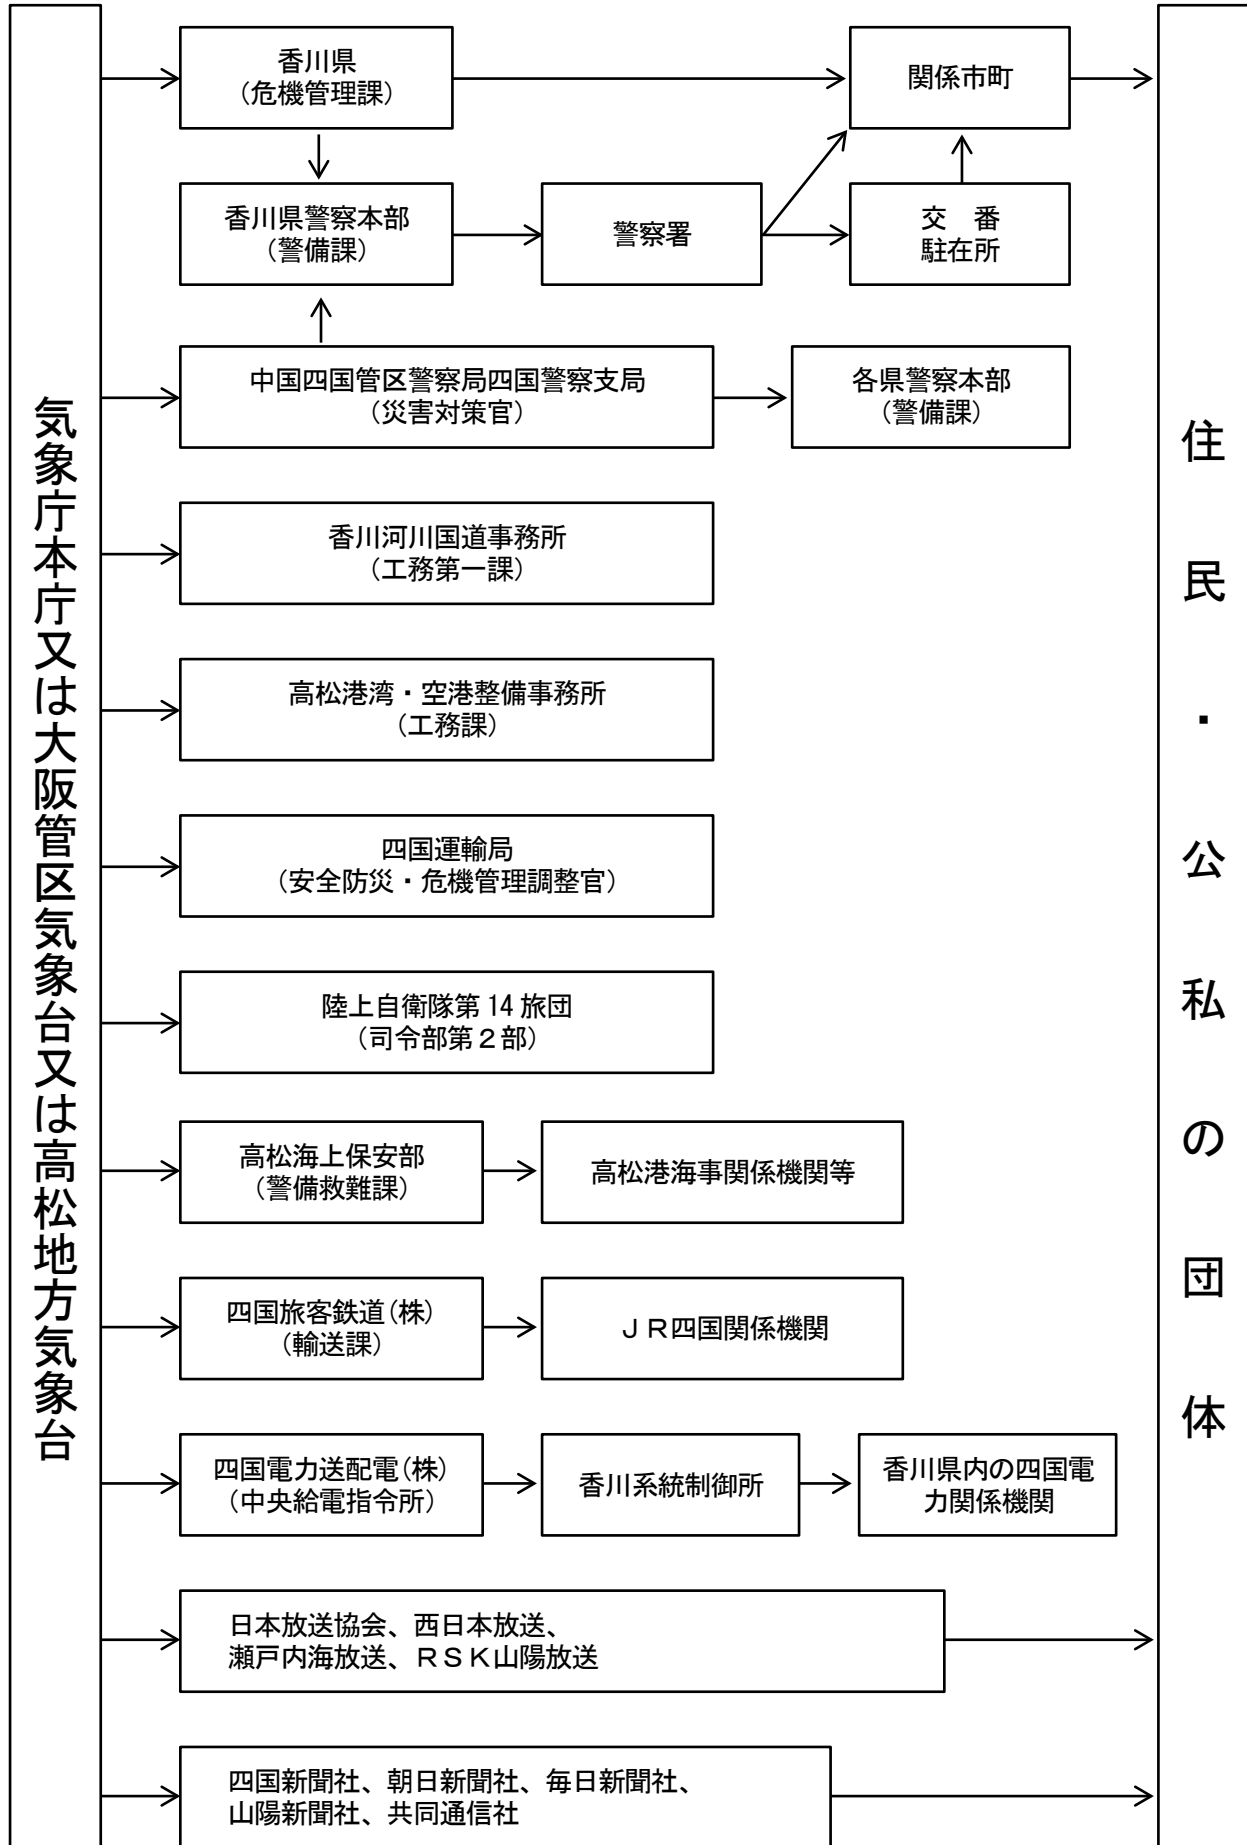 気象庁本庁又は大阪管区気象台又は高松地方気象台
香川県
（危機管理課）
関係市町
香川県警察本部
（警備課）
警察署
交　番
駐在所
中国四国管区警察局四国警察支局
（災害対策官）
各県警察本部
（警備課）
香川河川国道事務所
（工務第一課）
高松港湾・空港整備事務所
（工務課）
四国運輸局
（安全防災・危機管理調整官）
陸上自衛隊第 14 旅団
（司令部第２部）
高松海上保安部
（警備救難課）
高松港海事関係機関等
四国旅客鉄道(株)
（輸送課）
ＪＲ四国関係機関
四国電力送配電(株)
（中央給電指令所）
香川系統制御所
香川県内の四国電
力関係機関
日本放送協会、西日本放送、
瀬戸内海放送、ＲＳＫ山陽放送
四国新聞社、朝日新聞社、毎日新聞社、
山陽新聞社、共同通信社
住民・公私の団体